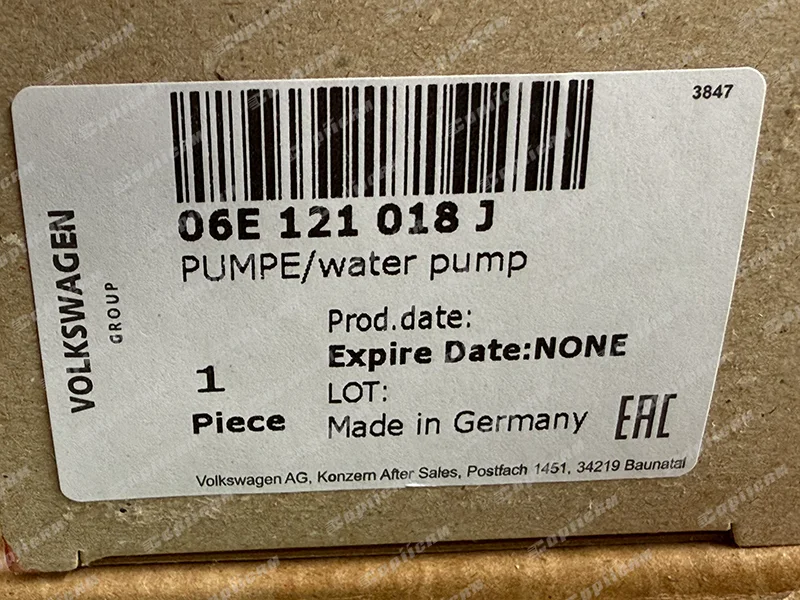 3847
06E 121 018 J
PUMPE/water pump
VOLKSWAGEN
GROUP
Prod.date:
Expire Date:NONE
1
Piece
LOT:
Made in Germany
EAC
Volkswagen AG, Konzern After Sales, Postfach 1451, 34219 Baunatal